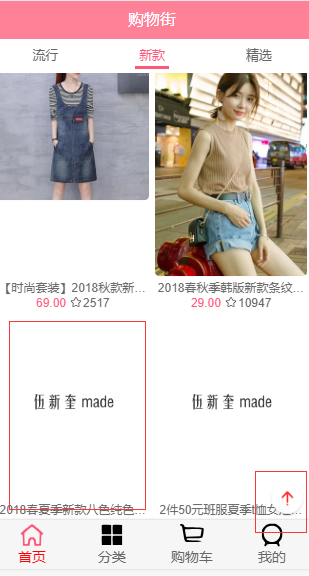 购物街
流行 新款 精选
【时尚套装】2018秋款新... 2018春秋季韩版新款条纹...
69.00 2517 29.00 10947
伍新奎 made 伍新奎 made
2018春夏季新款八色纯色... 2件50元班服夏季t恤女
首页 分类 购物车 我的